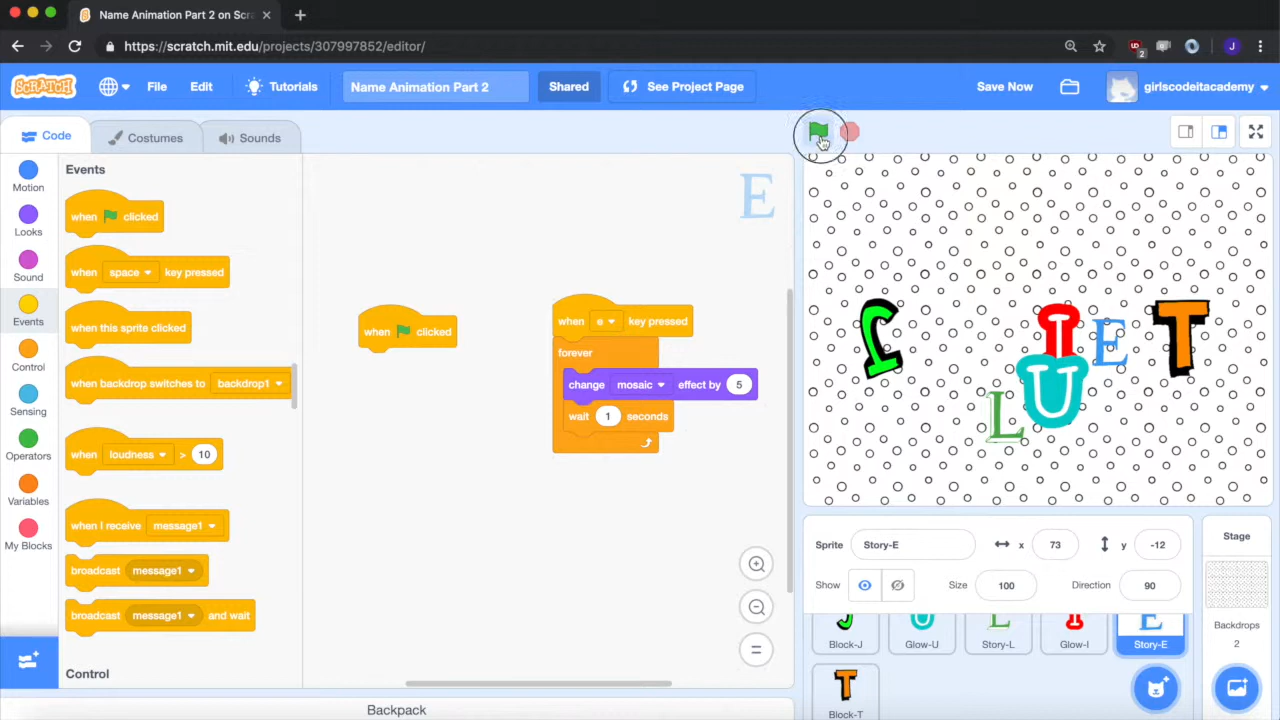 Name Animation Part 2 on Scra
https://scratch.mit.edu/projects/307997852/editor/
2
J
SCRATCH
File
Edit
Tutorials
Name Animation Part 2
Shared
See Project Page
Save Now
girlscodeitacademy
Code
Costumes
Sounds
Motion
Looks
Sound
Events
Control
Sensing
Operators
Variables
My Blocks
Events
when clicked
when space key pressed
when this sprite clicked
when backdrop switches to backdrop1
when loudness > 10
when I receive message1
broadcast message1
broadcast message1 and wait
Control
E
when clicked
when e key pressed
forever
change mosaic effect by 5
wait 1 seconds
Backpack
J
I
E
T
U
L
Sprite
Story-E
x
73
y
-12
Show
Size
100
Direction
90
J
Block-J
U
Glow-U
L
Story-L
I
Glow-I
E
Story-E
T
Block-T
Stage
Backdrops
2